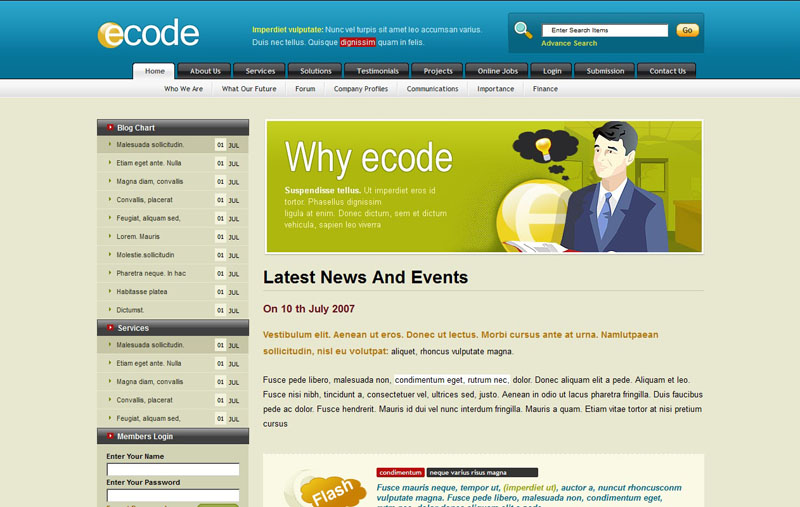 ecode
Imperdiet vulputate: Nunc vel turpis sit amet leo accumsan varius.
Duis nec tellus. Quisque dignissim quam in felis.
Enter Search Items
Go
Advance Search
Home About Us Services Solutions Testimonials Projects Online Jobs Login Submission Contact Us
Who We Are What Our Future Forum Company Profiles Communications Importance Finance
Blog Chart
Malesuada sollicitudin. 01 JUL
Etiam eget ante. Nulla 01 JUL
Magna diam, convallis 01 JUL
Convallis, placerat 01 JUL
Feugiat, aliquam sed, 01 JUL
Lorem. Mauris 01 JUL
Molestie.sollicitudin 01 JUL
Pharetra neque. In hac 01 JUL
Habitasse platea 01 JUL
Dictumst. 01 JUL
Services
Malesuada sollicitudin. 01 JUL
Etiam eget ante. Nulla 01 JUL
Magna diam, convallis 01 JUL
Convallis, placerat 01 JUL
Feugiat, aliquam sed, 01 JUL
Members Login
Enter Your Name
Enter Your Password
Why ecode
Suspendisse tellus. Ut imperdiet eros id
tortor. Phasellus dignissim
ligula at enim. Donec dictum, sem et dictum
vehicula, sapien leo viverra
e
Latest News And Events
On 10 th July 2007
Vestibulum elit. Aenean ut eros. Donec ut lectus. Morbi cursus ante at urna. Namlutpaean
sollicitudin, nisl eu volutpat: aliquet, rhoncus vulputate magna.
Fusce pede libero, malesuada non, condimentum eget, rutrum nec, dolor. Donec aliquam elit a pede. Aliquam et leo.
Fusce nisi nibh, tincidunt a, consectetuer vel, ultrices sed, justo. Aenean in odio ut lacus pharetra fringilla. Duis faucibus
pede ac dolor. Fusce hendrerit. Mauris id dui vel nunc interdum fringilla. Mauris a quam. Etiam vitae tortor at nisi pretium
cursus
Flash
condimentum neque varius risus magna
Fusce mauris neque, tempor ut, (imperdiet ut), auctor a, nuncut rhoncusconm
vulputate magna. Fusce pede libero, malesuada non, condimentum eget,